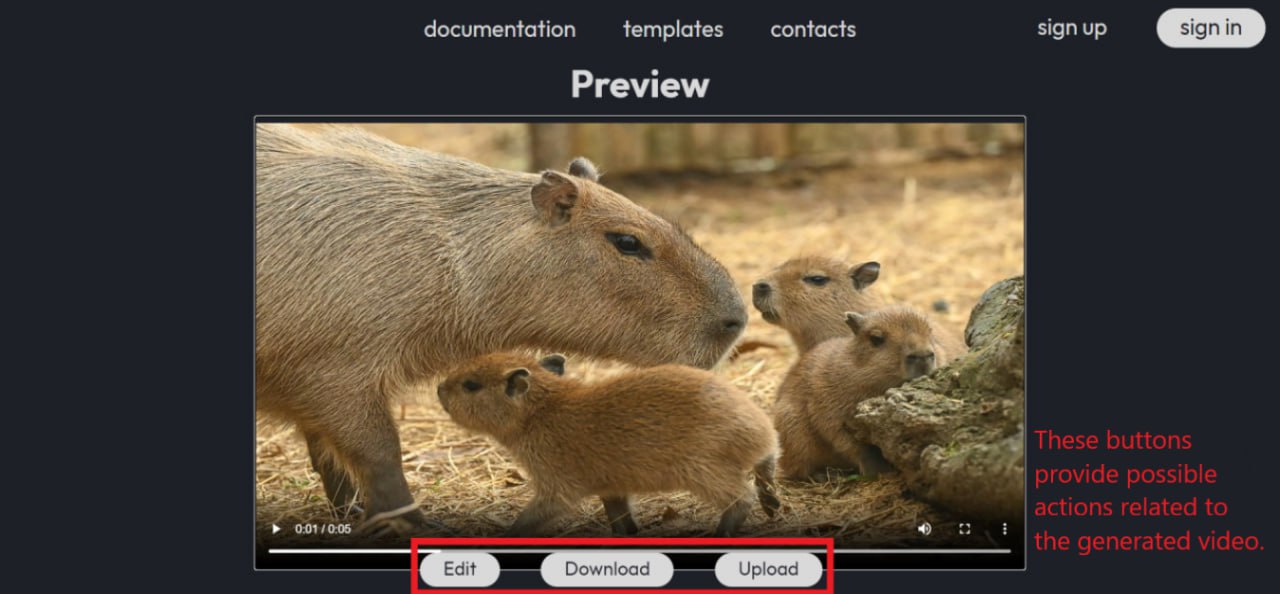 documentation templates contacts sign up sign in
Preview
These buttons
provide possible
actions related to
the generated video.
0:01 / 0:05
Edit Download Upload